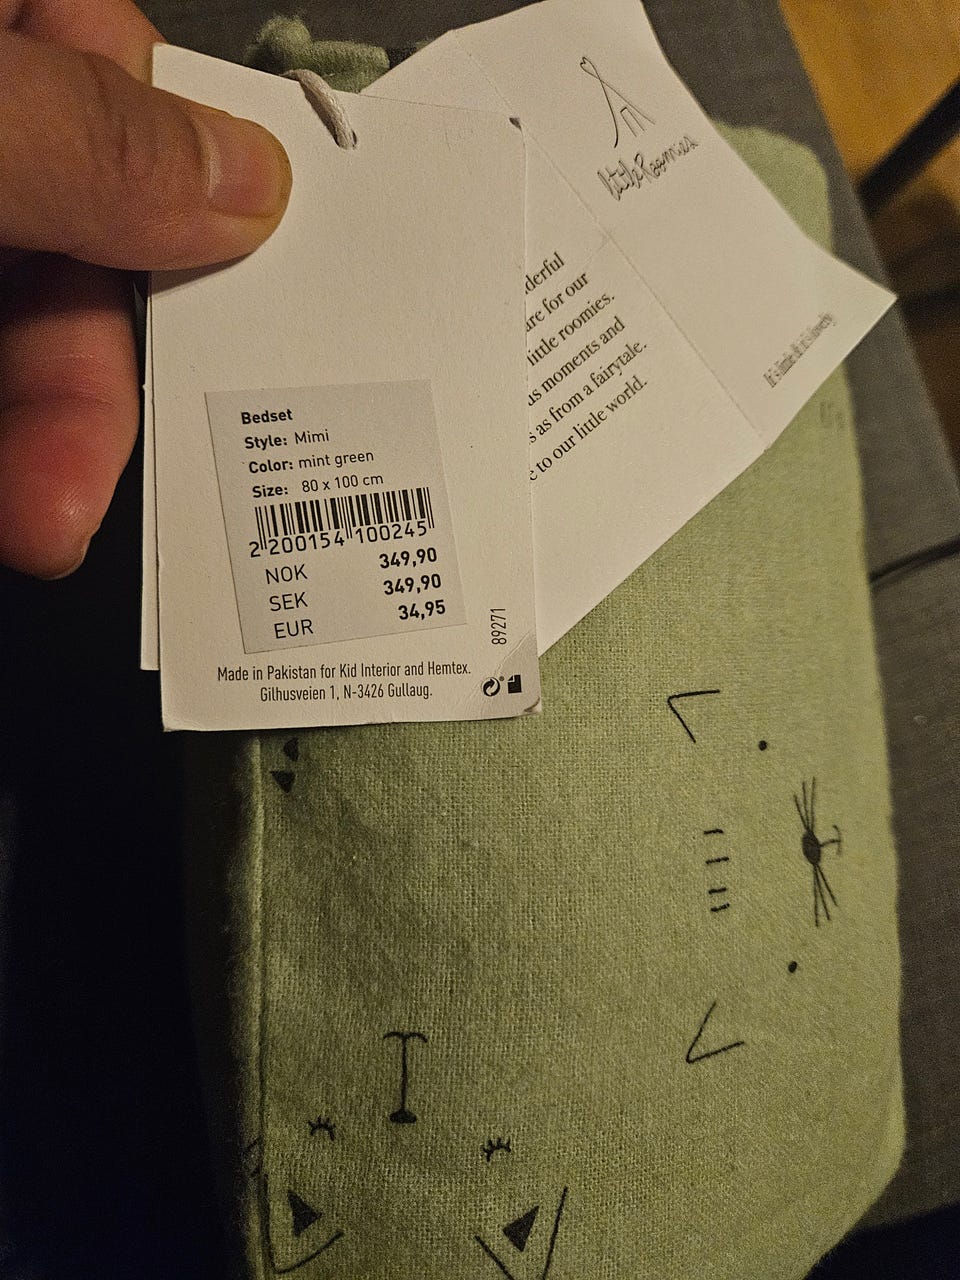 Bedset
Style: Mimi
Color: mint green
Size: 80 x 100 cm
2 200154 100245
NOK 349,90
SEK 349,90
EUR 34,95
89271
Made in Pakistan for Kid Interior and Hemtex.
Gilhusveien 1, N-3426 Gullaug.
little Roomies
derful
are for our
little roomies.
us moments and
s as from a fairytale.
to our little world.